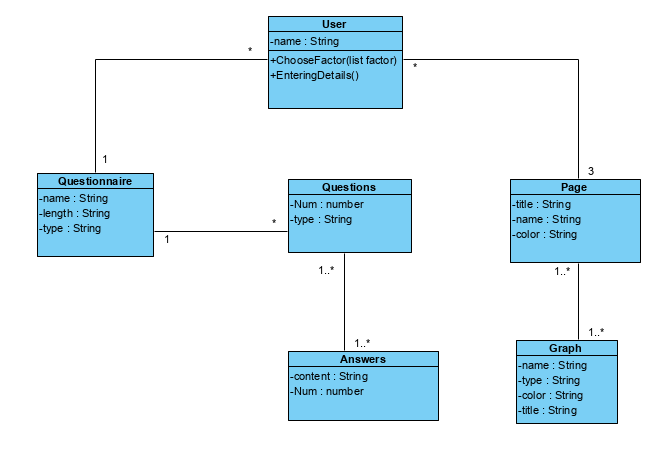 User
-name : String
+ChooseFactor(list factor)
+EnteringDetails()
*
*
1
3
Questionnaire
-name : String
-length : String
-type : String
1
*
Questions
-Num : number
-type : String
Page
-title : String
-name : String
-color : String
1..*
1..*
1..*
1..*
Answers
-content : String
-Num : number
Graph
-name : String
-type : String
-color : String
-title : String